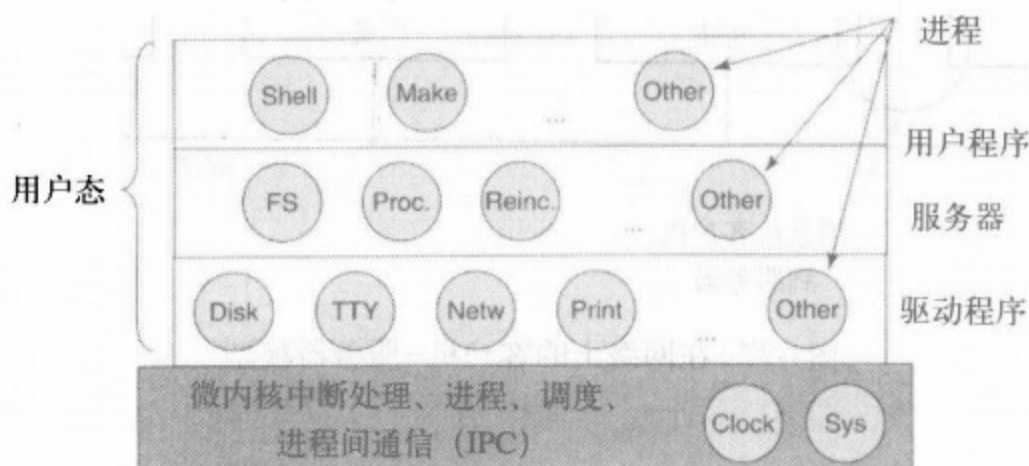 进程
Shell Make ... Other
用户程序
用户态
FS Proc. Reinc. ... Other
服务器
Disk TTY Netw Print ... Other
驱动程序
微内核中断处理、进程、调度、
进程间通信（IPC）
Clock Sys